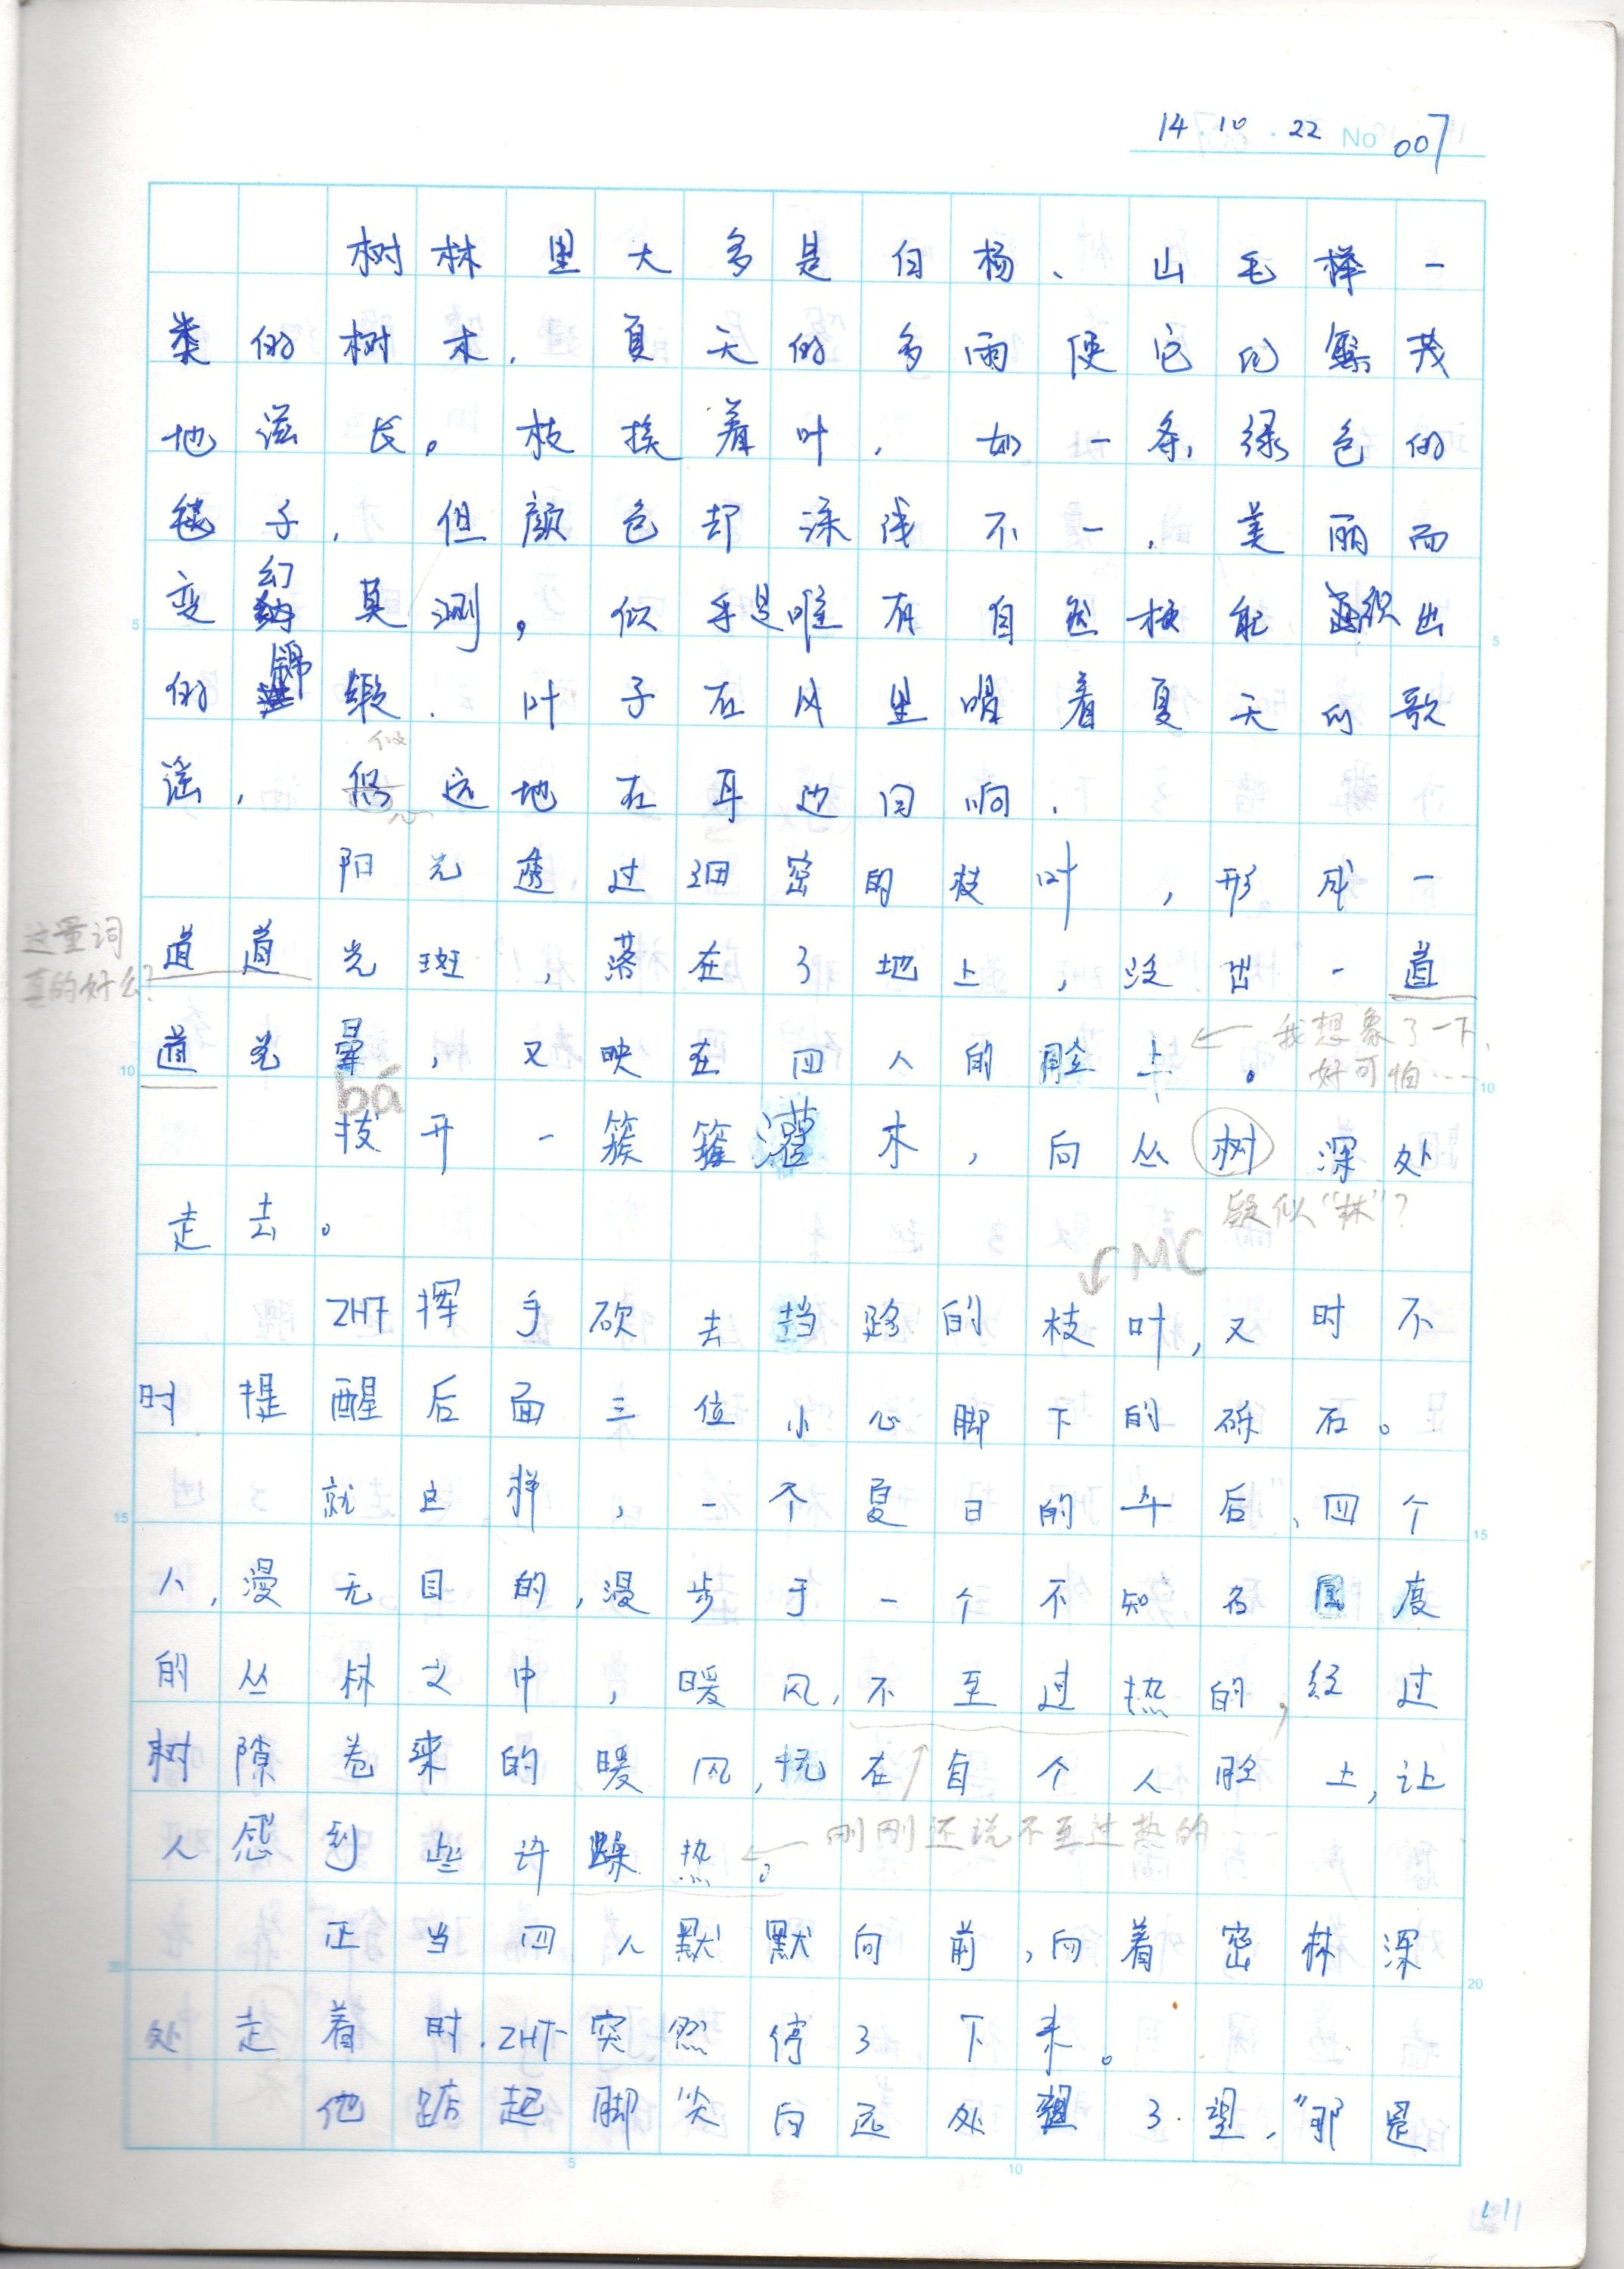 14·10·22 No 007
树林里大多是白杨、山毛榉一
类的树木，夏天的多雨使它们繁茂
地滋长。枝挨着叶，如一条绿色的
毯子，但颜色却深浅不一，美丽而
变幻莫测，似乎是唯有自然极能织出
的锦缎。叶子在风里唱着夏天的歌
似
谣，悠远地在耳边回响.
阳光透过细密的枝叶，形成一
这量词
真的好么？
道道光斑，落在了地上，没出一道
道光晕，又映在四人的脸上。
我想象了一下，
好可怕……
bá
拔开一簇簇灌木，向丛树深处
疑似“林”？
走去。
MC
ZHT挥手砍去挡路的枝叶，又时不
时提醒后面三位小心脚下的砾石。
就这样，一个夏日的午后、四个
人，漫无目的，漫步于一个不知名国度
的丛林之中，暖风，不至过热的，经过
树隙卷来的暖风，抚在自个人脸上，让
刚刚还说不至过热的……
人感到些许躁热。
正当四人默默向前，向着密林深
处走着时.ZHT突然停了下来。
他踮起脚尖向远处望了望，“那是